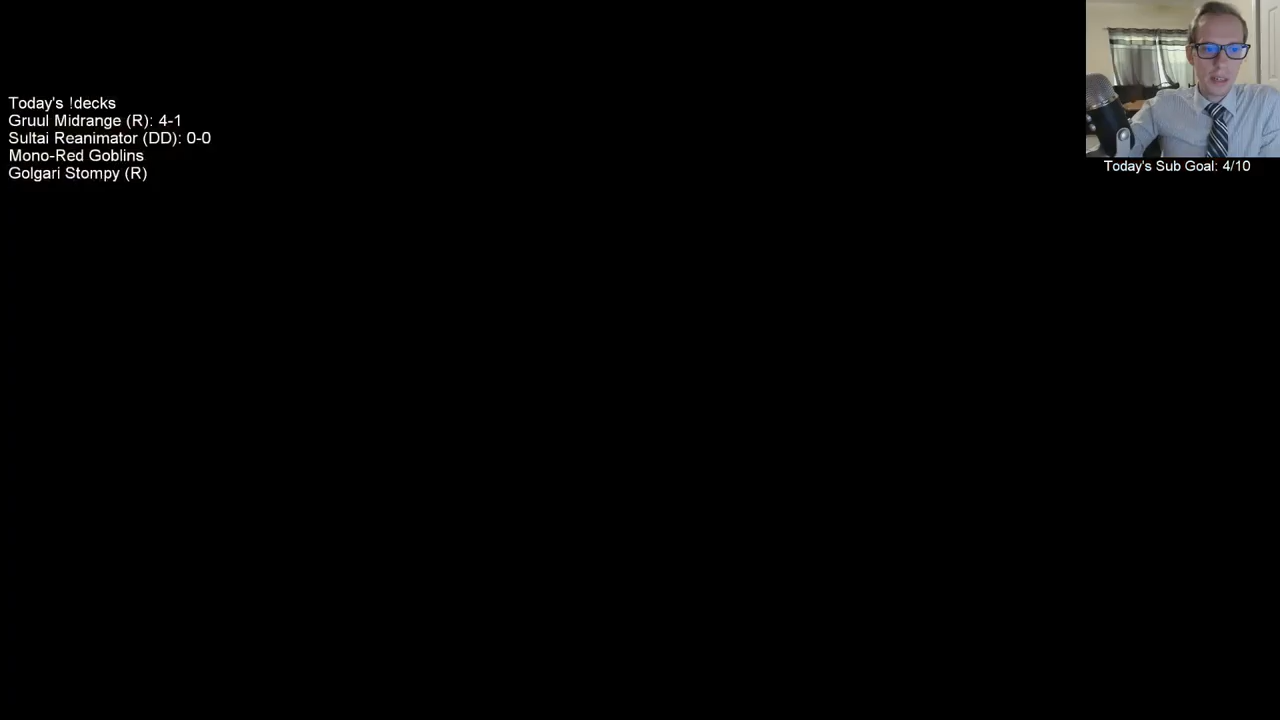 Today's !decks
Gruul Midrange (R): 4-1
Sultai Reanimator (DD): 0-0
Mono-Red Goblins
Golgari Stompy (R)
Today's Sub Goal: 4/10